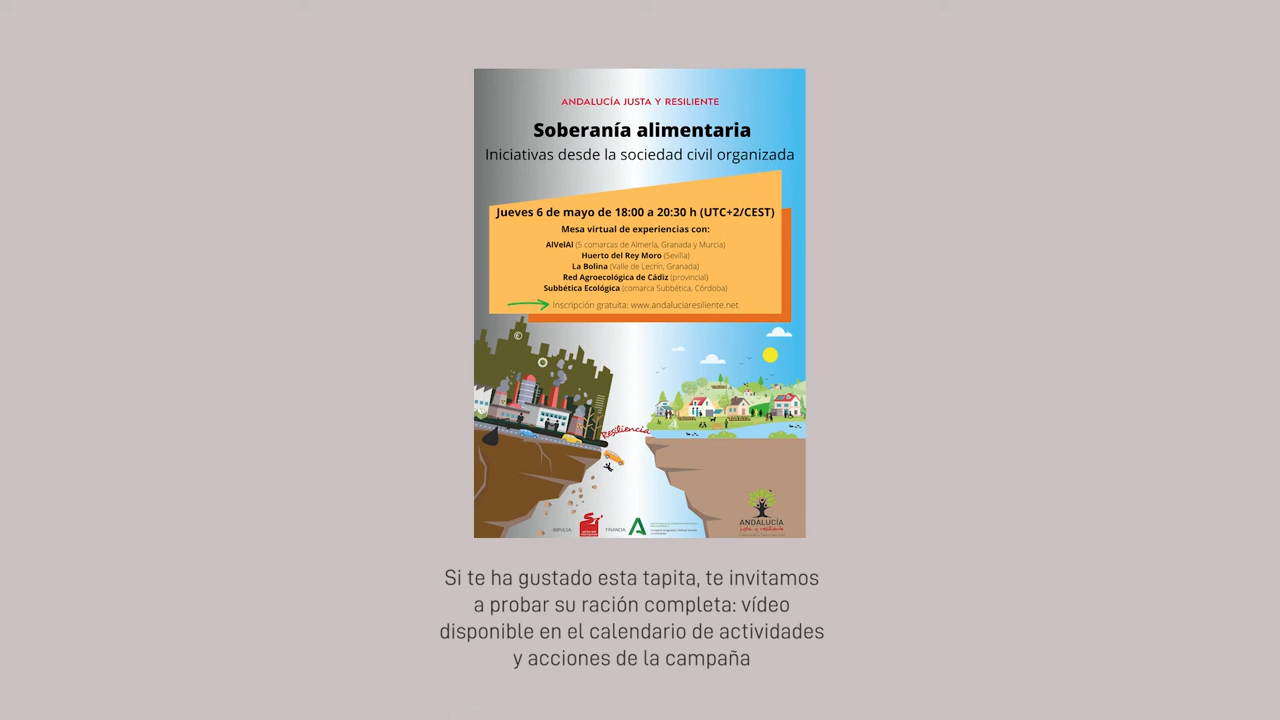 ANDALUCÍA JUSTA Y RESILIENTE
Soberanía alimentaria
Iniciativas desde la sociedad civil organizada
Jueves 6 de mayo de 18:00 a 20:30 h (UTC+2/CEST)
Mesa virtual de experiencias con:
AlVelAl (5 comarcas de Almería, Granada y Murcia)
Huerto del Rey Moro (Sevilla)
La Bolina (Valle de Lecrín, Granada)
Red Agroecológica de Cádiz (provincial)
Subbética Ecológica (comarca Subbética, Córdoba)
Inscripción gratuita: www.andaluciaresiliente.net
©
Resiliencia
IMPULSA:
FINANCIA:
ANDALUCÍA
justa y resiliente
Si te ha gustado esta tapita, te invitamos
a probar su ración completa: vídeo
disponible en el calendario de actividades
y acciones de la campaña